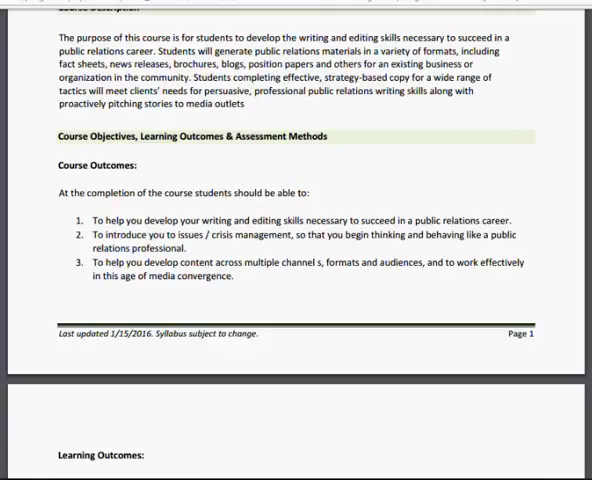 Course Description
The purpose of this course is for students to develop the writing and editing skills necessary to succeed in a
public relations career. Students will generate public relations materials in a variety of formats, including
fact sheets, news releases, brochures, blogs, position papers and others for an existing business or
organization in the community. Students completing effective, strategy-based copy for a wide range of
tactics will meet clients' needs for persuasive, professional public relations writing skills along with
proactively pitching stories to media outlets
Course Objectives, Learning Outcomes & Assessment Methods
Course Outcomes:
At the completion of the course students should be able to:
1. To help you develop your writing and editing skills necessary to succeed in a public relations career.
2. To introduce you to issues / crisis management, so that you begin thinking and behaving like a public
relations professional.
3. To help you develop content across multiple channel s, formats and audiences, and to work effectively
in this age of media convergence.
Last updated 1/15/2016. Syllabus subject to change. Page 1
Learning Outcomes: